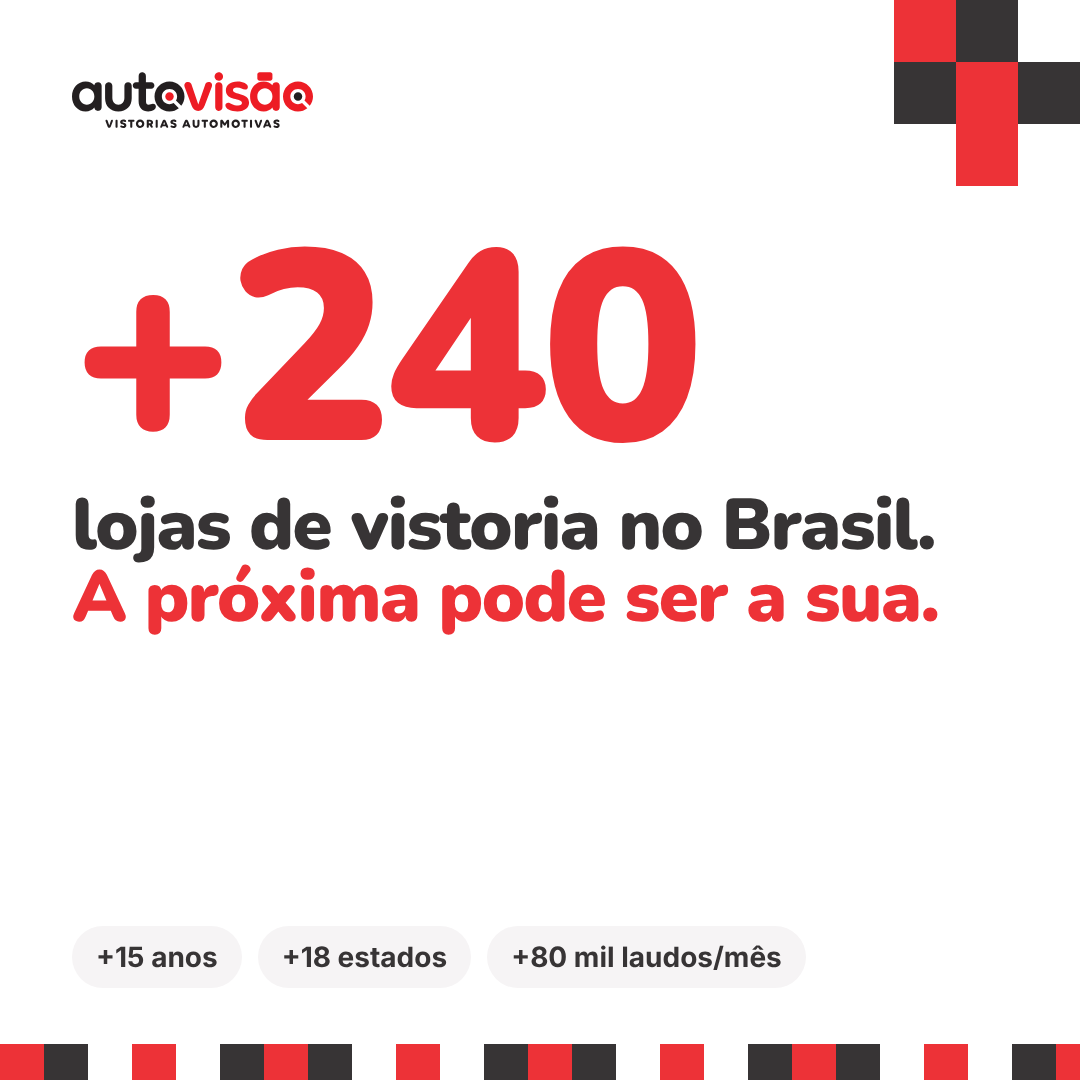 autovisão
VISTORIAS AUTOMOTIVAS
+240
lojas de vistoria no Brasil.
A próxima pode ser a sua.
+15 anos
+18 estados
+80 mil laudos/mês